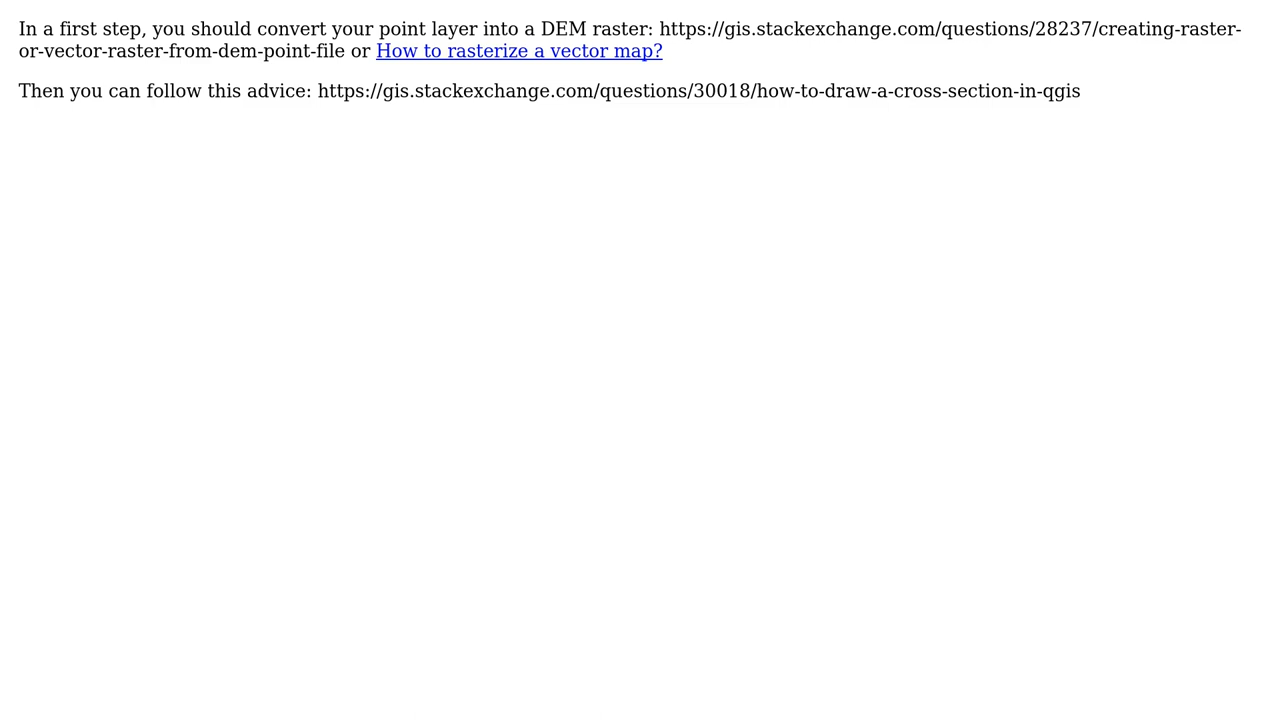 In a first step, you should convert your point layer into a DEM raster: https://gis.stackexchange.com/questions/28237/creating-raster-
or-vector-raster-from-dem-point-file or How to rasterize a vector map?
Then you can follow this advice: https://gis.stackexchange.com/questions/30018/how-to-draw-a-cross-section-in-qgis